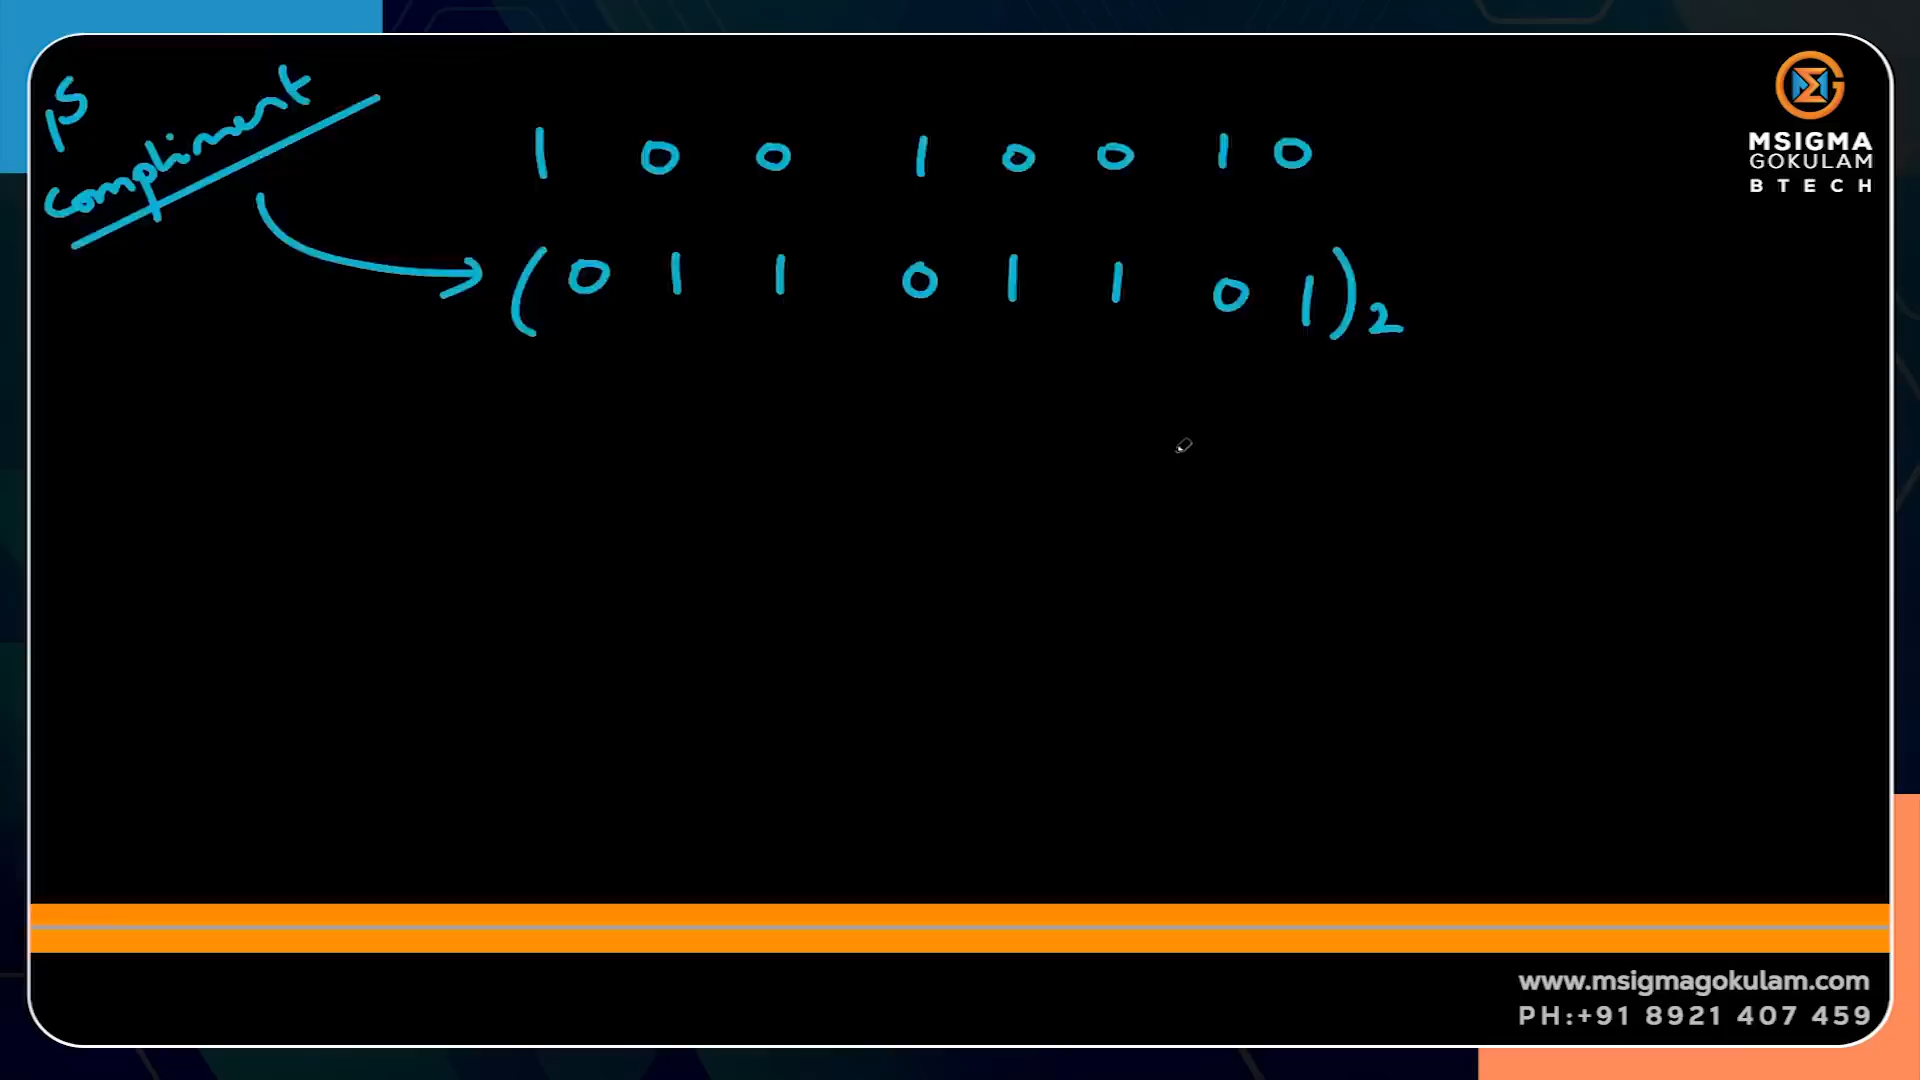 1s
compliment
1 0 0 1 0 0 1 0
(0 1 1 0 1 1 0 1)2
MSIGMA
GOKULAM
BTECH
www.msigmagokulam.com
PH:+91 8921 407 459